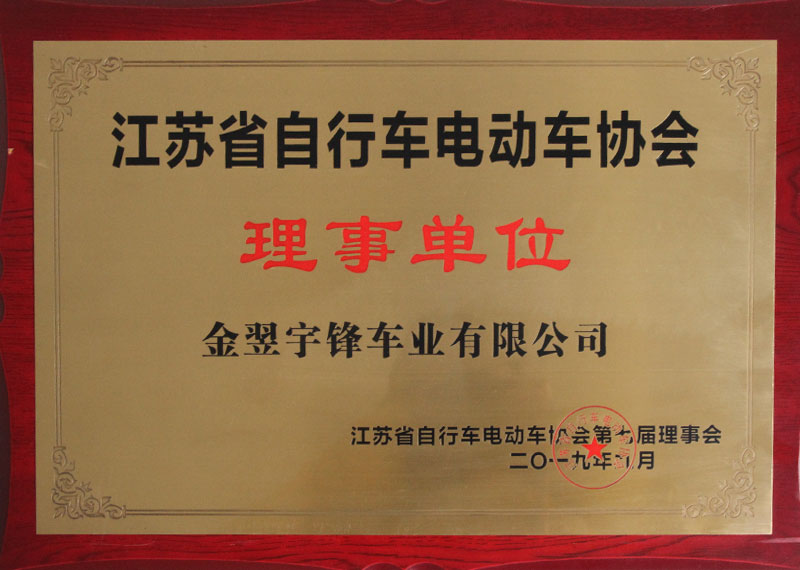 江苏省自行车电动车协会
理事单位
金翌宇锋车业有限公司
江苏省自行车电动车协会第七届理事会
二〇一九年九月